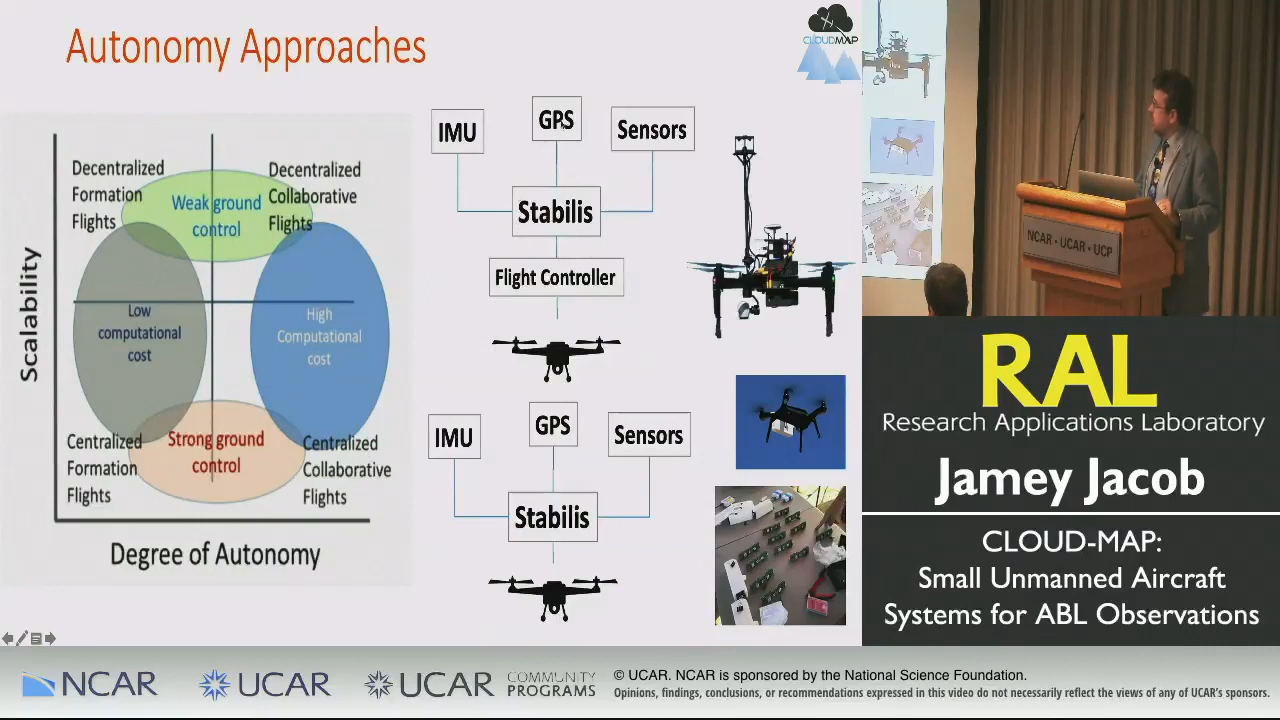 Autonomy Approaches
CLOUDMAP
Scalability
Decentralized
Formation
Flights
Weak ground
control
Decentralized
Collaborative
Flights
Low
computational
cost
High
Computational
cost
Centralized
Formation
Flights
Strong ground
control
Centralized
Collaborative
Flights
Degree of Autonomy
IMU
GPS
Sensors
Stabilis
Flight Controller
IMU
GPS
Sensors
Stabilis
NCAR • UCAR • UCP
RAL
Research Applications Laboratory
Jamey Jacob
CLOUD-MAP:
Small Unmanned Aircraft
Systems for ABL Observations
NCAR
UCAR
UCAR
COMMUNITY
PROGRAMS
© UCAR. NCAR is sponsored by the National Science Foundation.
Opinions, findings, conclusions, or recommendations expressed in this video do not necessarily reflect the views of any of UCAR's sponsors.